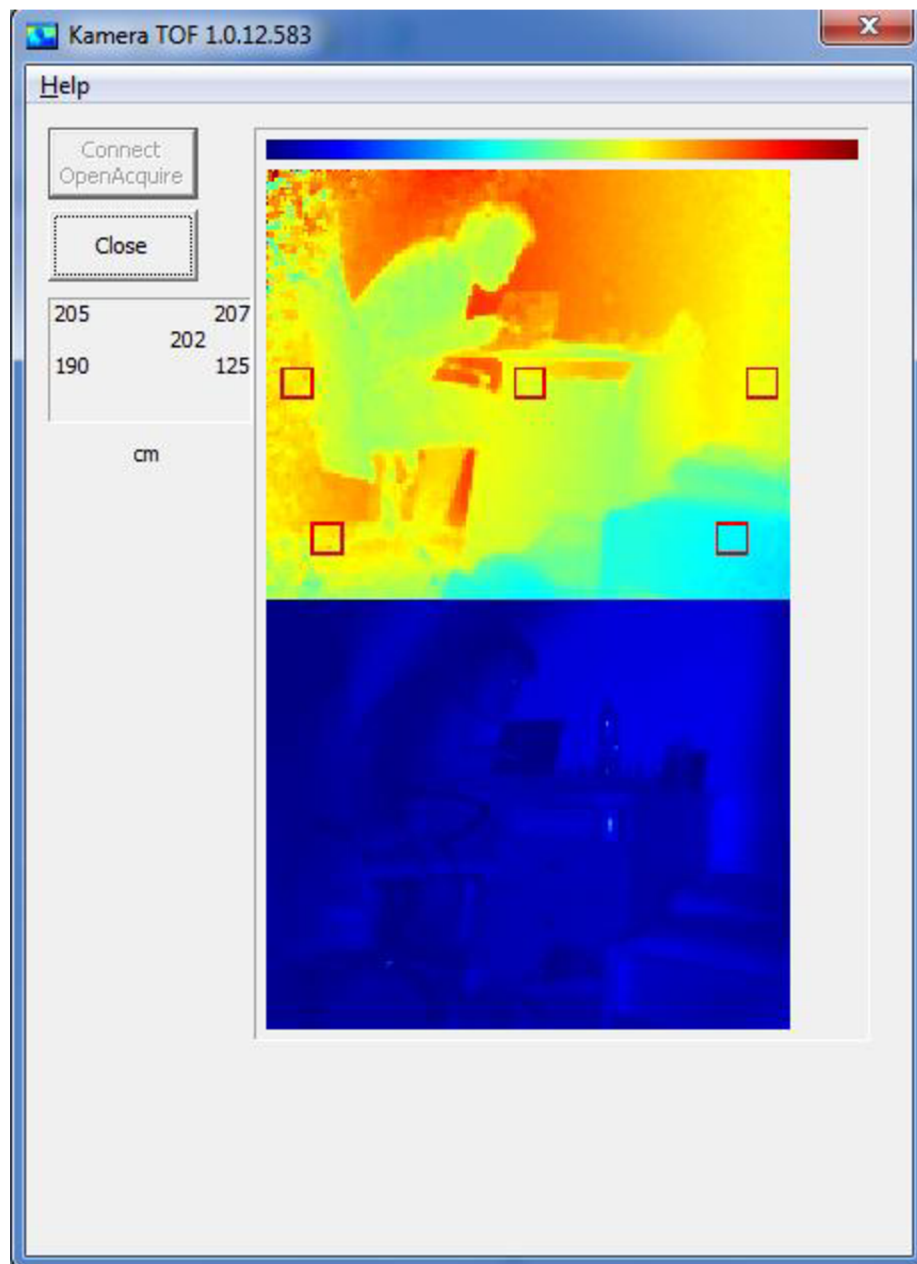 Kamera TOF 1.0.12.583
Help
Connect
OpenAcquire
Close
205 207
202
190 125
cm